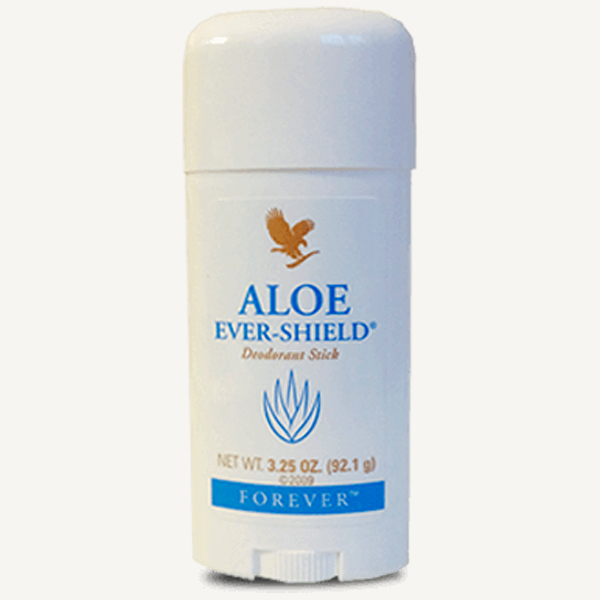 ALOE
EVER-SHIELD®
Deodorant Stick
NET WT. 3.25 OZ. (92.1 g)
©2009
FOREVER™